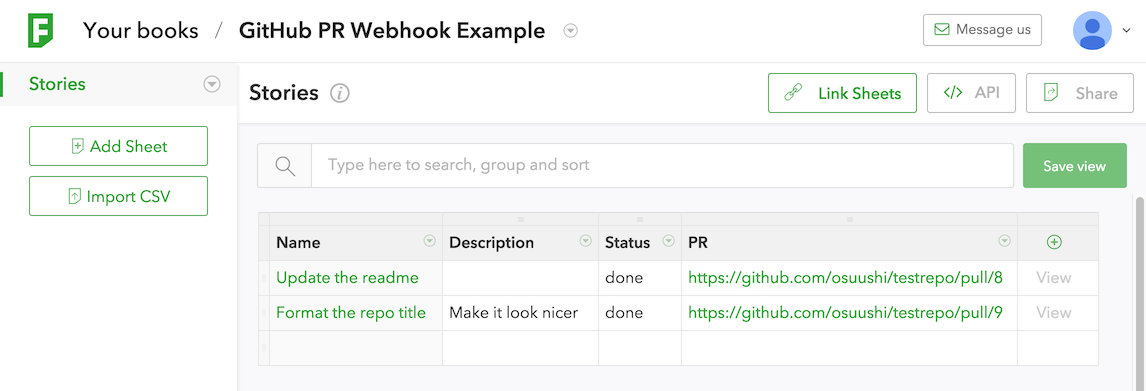 Your books / GitHub PR Webhook Example
Message us
Stories
Add Sheet
Import CSV
Stories i
Link Sheets
</> API
Share
Type here to search, group and sort
Save view
Name Description Status PR
Update the readme done https://github.com/osuushi/testrepo/pull/8 View
Format the repo title Make it look nicer done https://github.com/osuushi/testrepo/pull/9 View